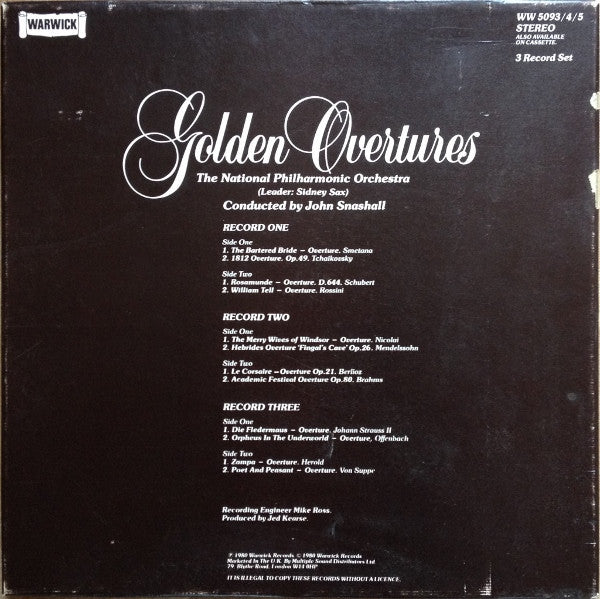 WARWICK
WW 5093/4/5
STEREO
ALSO AVAILABLE
ON CASSETTE.
3 Record Set
Golden Overtures
The National Philharmonic Orchestra
(Leader: Sidney Sax)
Conducted by John Snashall
RECORD ONE
Side One
1. The Bartered Bride – Overture. Smetana
2. 1812 Overture. Op.49. Tchaikovsky
Side Two
1. Rosamunde – Overture. D.644. Schubert
2. William Tell – Overture. Rossini
RECORD TWO
Side One
1. The Merry Wives of Windsor – Overture. Nicolai
2. Hebrides Overture 'Fingal's Cave' Op.26. Mendelssohn
Side Two
1. Le Corsaire – Overture Op.21. Berlioz
2. Academic Festival Overture Op.80. Brahms
RECORD THREE
Side One
1. Die Fledermaus – Overture. Johann Strauss II
2. Orpheus In The Underworld – Overture, Offenbach
Side Two
1. Zampa – Overture. Herold
2. Poet And Peasant – Overture. Von Suppe
Recording Engineer Mike Ross.
Produced by Jed Kearse.
℗ 1980 Warwick Records © 1980 Warwick Records
Marketed In The U.K. By Multiple Sound Distributors Ltd
79 Blythe Road, London W14 0HP
IT IS ILLEGAL TO COPY THESE RECORDS WITHOUT A LICENCE.